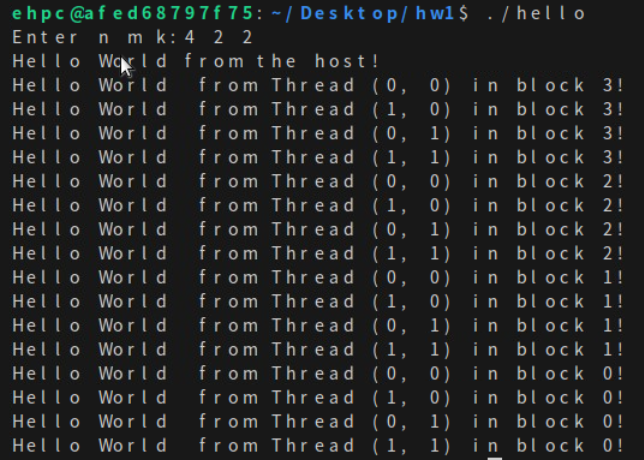 ehpc@afed68797f75:~/Desktop/hw1$ ./hello
Enter n m k:4 2 2
Hello World from the host!
Hello World  from Thread (0, 0) in block 3!
Hello World  from Thread (1, 0) in block 3!
Hello World  from Thread (0, 1) in block 3!
Hello World  from Thread (1, 1) in block 3!
Hello World  from Thread (0, 0) in block 2!
Hello World  from Thread (1, 0) in block 2!
Hello World  from Thread (0, 1) in block 2!
Hello World  from Thread (1, 1) in block 2!
Hello World  from Thread (0, 0) in block 1!
Hello World  from Thread (1, 0) in block 1!
Hello World  from Thread (0, 1) in block 1!
Hello World  from Thread (1, 1) in block 1!
Hello World  from Thread (0, 0) in block 0!
Hello World  from Thread (1, 0) in block 0!
Hello World  from Thread (0, 1) in block 0!
Hello World  from Thread (1, 1) in block 0!